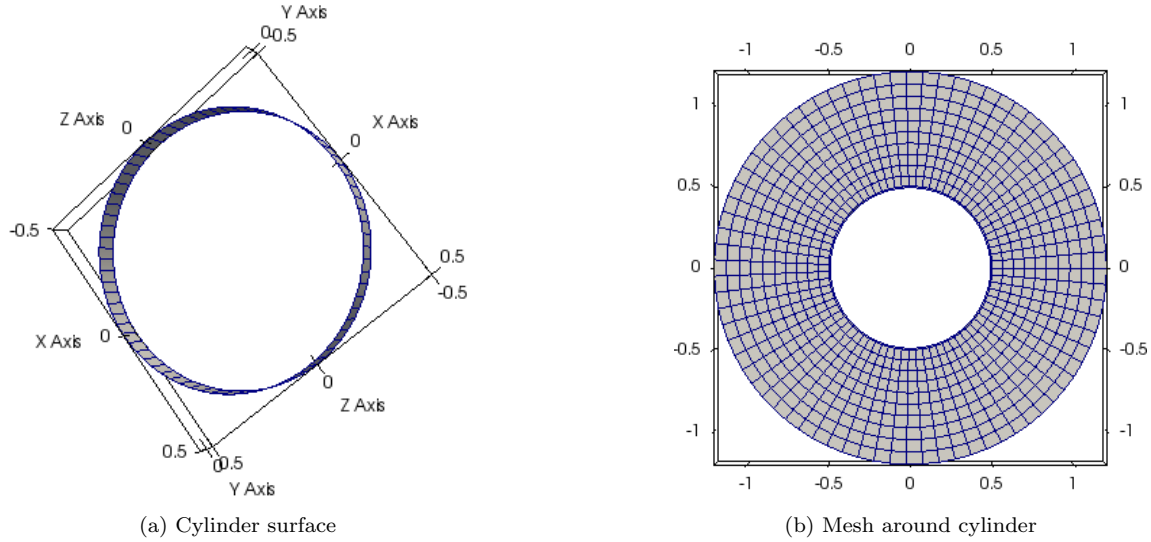 Y Axis
0
-0.5
Z Axis
0
X Axis
0
-0.5
0.5
-0.5
X Axis
0
0
Z Axis
0.5
0.5
0
Y Axis
(a) Cylinder surface
-1 -0.5 0 0.5 1
1 1
0.5 0.5
0 0
-0.5 -0.5
-1 -1
-1 -0.5 0 0.5 1
(b) Mesh around cylinder